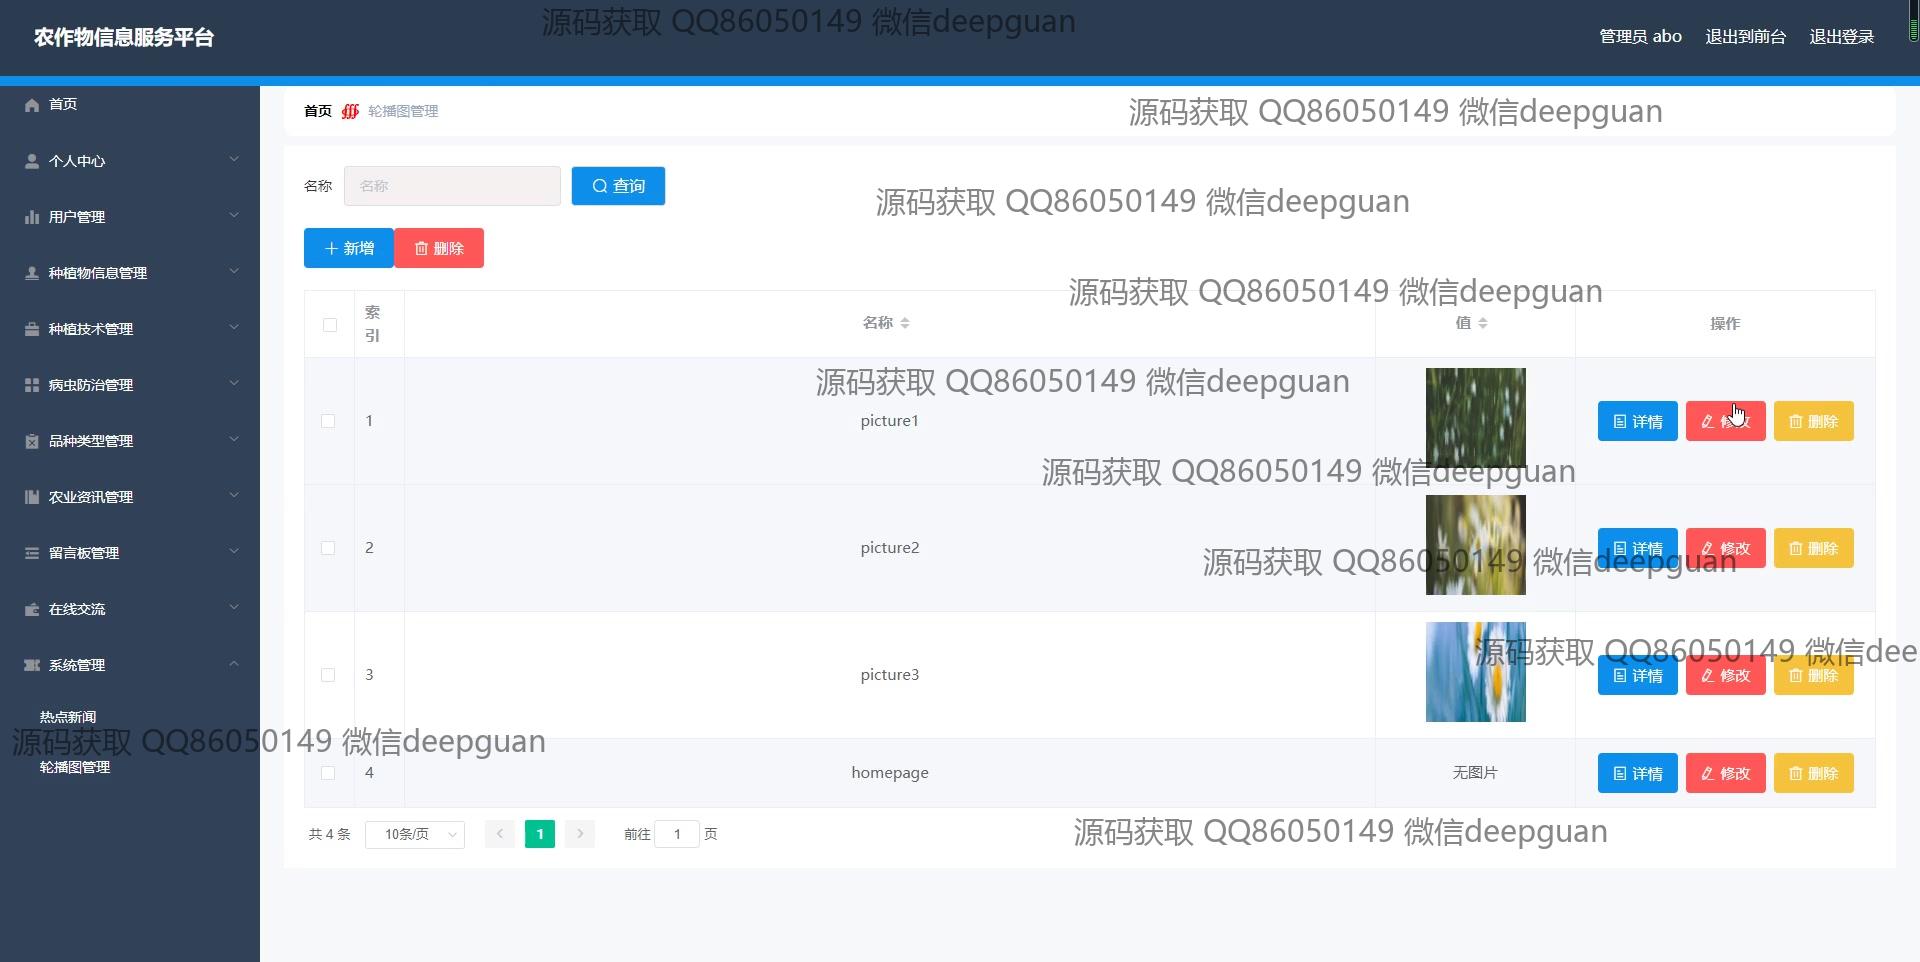 农作物信息服务平台
源码获取 QQ86050149 微信deepguan
管理员 abo 退出到前台 退出登录
首页
个人中心
用户管理
种植物信息管理
种植技术管理
病虫防治管理
品种类型管理
农业资讯管理
留言板管理
在线交流
系统管理
热点新闻
源码获取 QQ86050149 微信deepguan
轮播图管理
首页 轮播图管理
源码获取 QQ86050149 微信deepguan
名称 名称 查询
源码获取 QQ86050149 微信deepguan
新增 删除
源码获取 QQ86050149 微信deepguan
索引 名称 值 操作
源码获取 QQ86050149 微信deepguan
1 picture1 详情 修改 删除
源码获取 QQ86050149 微信deepguan
2 picture2 详情 修改 删除
源码获取 QQ86050149 微信deepguan
源码获取 QQ86050149 微信dee
3 picture3 详情 修改 删除
4 homepage 无图片 详情 修改 删除
共 4 条 10条/页 1 前往 1 页
源码获取 QQ86050149 微信deepguan